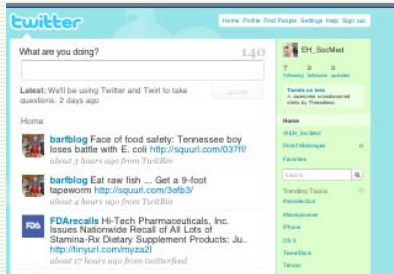 twitter
Home Profile Find People Settings Help Sign out
What are you doing?
140
Latest: We'll be using Twitter and Twirl to take
questions. 2 days ago
Home
barfblog Face of food safety: Tennessee boy
loses battle with E. coli http://squurl.com/037ff/
about 3 hours ago from TwitBin
barfblog Eat raw fish ... Get a 9-foot
tapeworm http://squurl.com/3efb3/
about 4 hours ago from TwitBin
FDA
FDArecalls Hi-Tech Pharmaceuticals, Inc.
Issues Nationwide Recall of All Lots of
Stamina-Rx Dietary Supplement Products: Ju..
http://tinyurl.com/myza2l
about 17 hours ago from twitterfeed
EH_SocMed
following followers updates
Home
@EH_SocMed
Direct Messages
Favorites
Search
Trending Topics
iPhone
OS 3
TweetDeck
Tehran